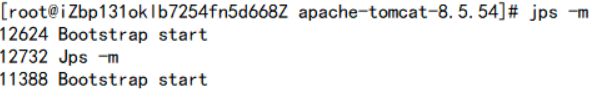 [root@iZbp131oklb7254fn5d668Z apache-tomcat-8.5.54]# jps -m
12624 Bootstrap start
12732 Jps -m
11388 Bootstrap start